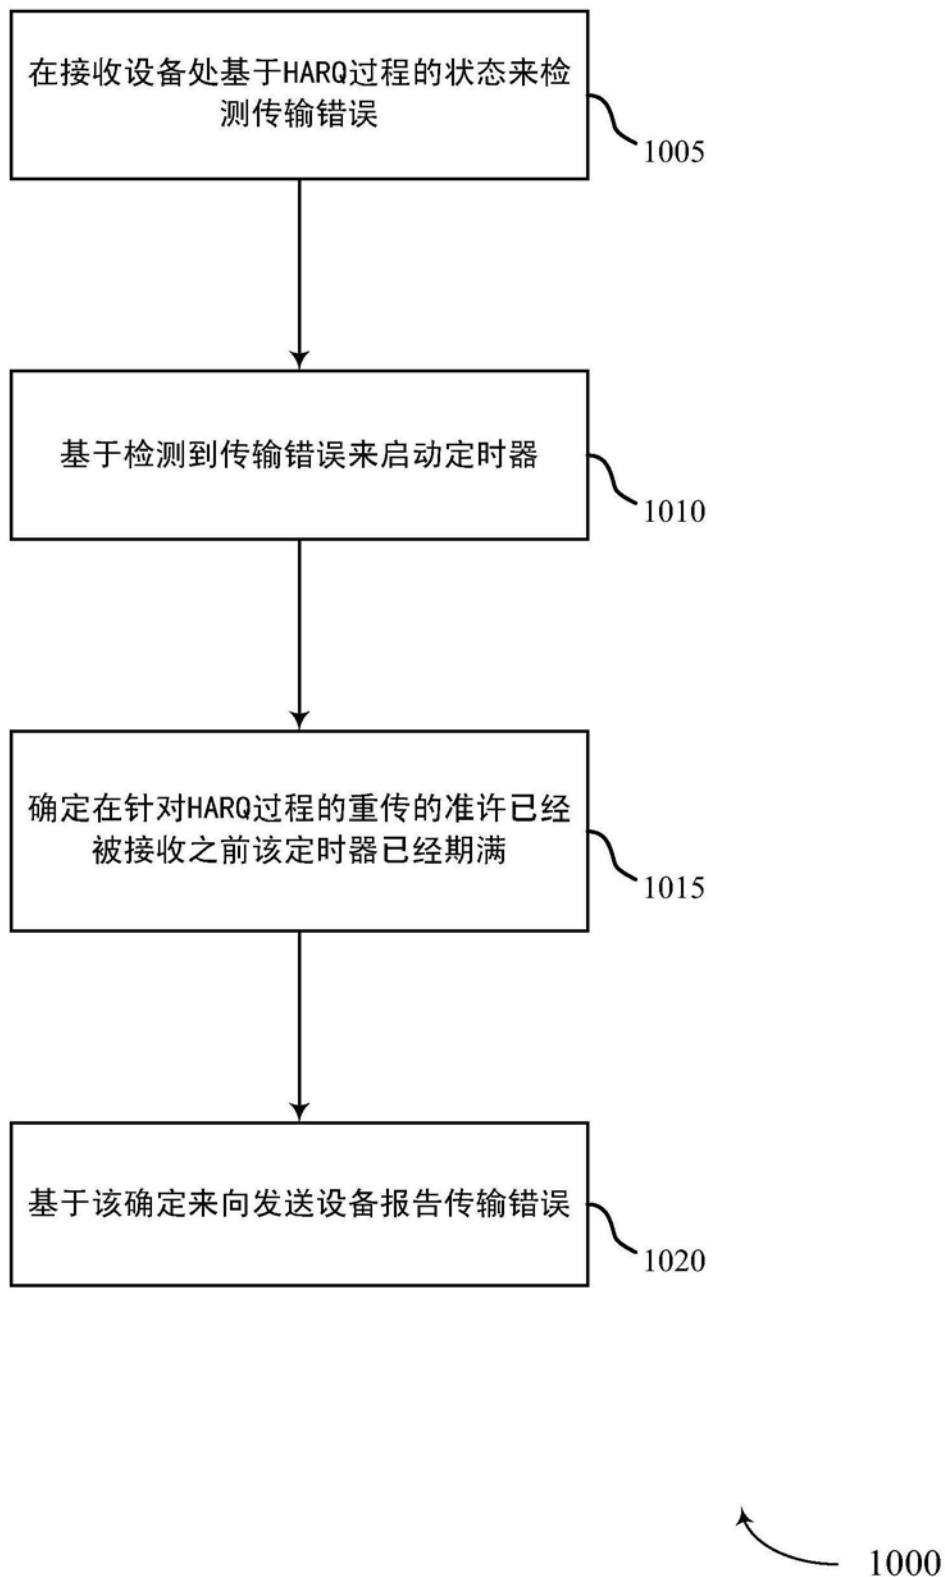 在接收设备处基于HARQ过程的状态来检
测传输错误
1005
基于检测到传输错误来启动定时器
1010
确定在针对HARQ过程的重传的准许已经
被接收之前该定时器已经期满
1015
基于该确定来向发送设备报告传输错误
1020
1000